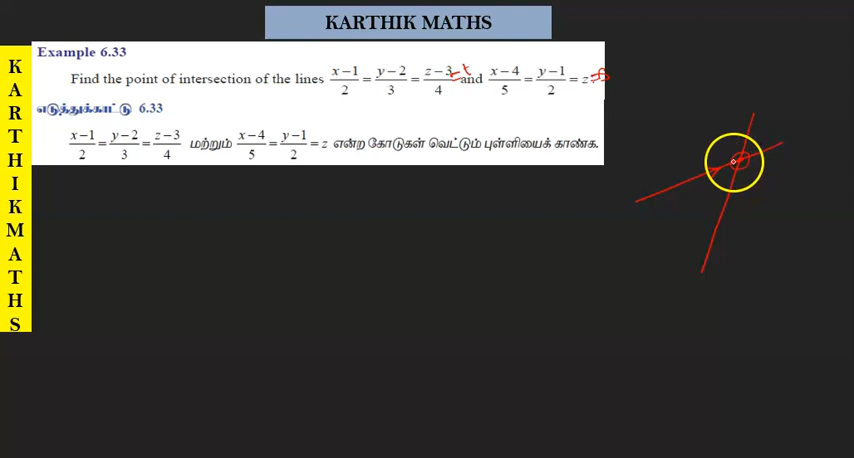 KARTHIK MATHS
KARTHIKMATHS
Example 6.33
Find the point of intersection of the lines (x−1)/2 = (y−2)/3 = (z−3)/4 = t and (x−4)/5 = (y−1)/2 = z
எடுத்துக்காட்டு 6.33
(x−1)/2 = (y−2)/3 = (z−3)/4 மற்றும் (x−4)/5 = (y−1)/2 = z என்ற கோடுகள் வெட்டும் புள்ளியைக் காண்க.